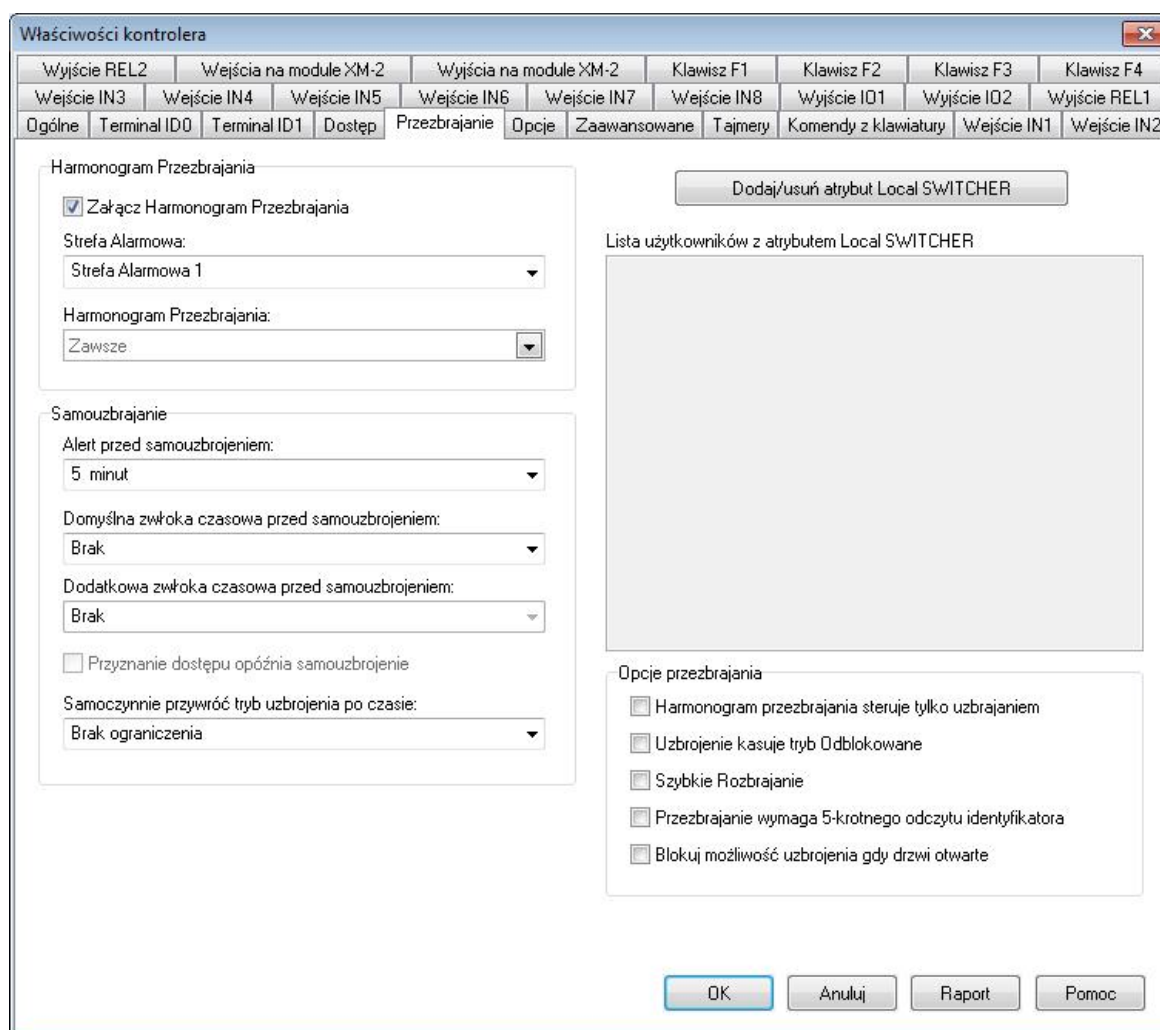 Właściwości kontrolera
Wyjście REL2 Wejścia na module XM-2 Wyjścia na module XM-2 Klawisz F1 Klawisz F2 Klawisz F3 Klawisz F4
Wejście IN3 Wejście IN4 Wejście IN5 Wejście IN6 Wejście IN7 Wejście IN8 Wyjście IO1 Wyjście IO2 Wyjście REL1
Ogólne Terminal ID0 Terminal ID1 Dostęp Przezbrajanie Opcje Zaawansowane Tajmery Komendy z klawiatury Wejście IN1 Wejście IN2
Harmonogram Przezbrajania
Załącz Harmonogram Przezbrajania
Strefa Alarmowa:
Strefa Alarmowa 1
Harmonogram Przezbrajania:
Zawsze
Samouzbrajanie
Alert przed samouzbrojeniem:
5 minut
Domyślna zwłoka czasowa przed samouzbrojeniem:
Brak
Dodatkowa zwłoka czasowa przed samouzbrojeniem:
Brak
Przyznanie dostępu opóźnia samouzbrojenie
Samoczynnie przywróć tryb uzbrojenia po czasie:
Brak ograniczenia
Dodaj/usuń atrybut Local SWITCHER
Lista użytkowników z atrybutem Local SWITCHER
Opcje przezbrajania
Harmonogram przezbrajania steruje tylko uzbrajaniem
Uzbrojenie kasuje tryb Odblokowane
Szybkie Rozbrajanie
Przezbrajanie wymaga 5-krotnego odczytu identyfikatora
Blokuj możliwość uzbrojenia gdy drzwi otwarte
OK Anuluj Raport Pomoc